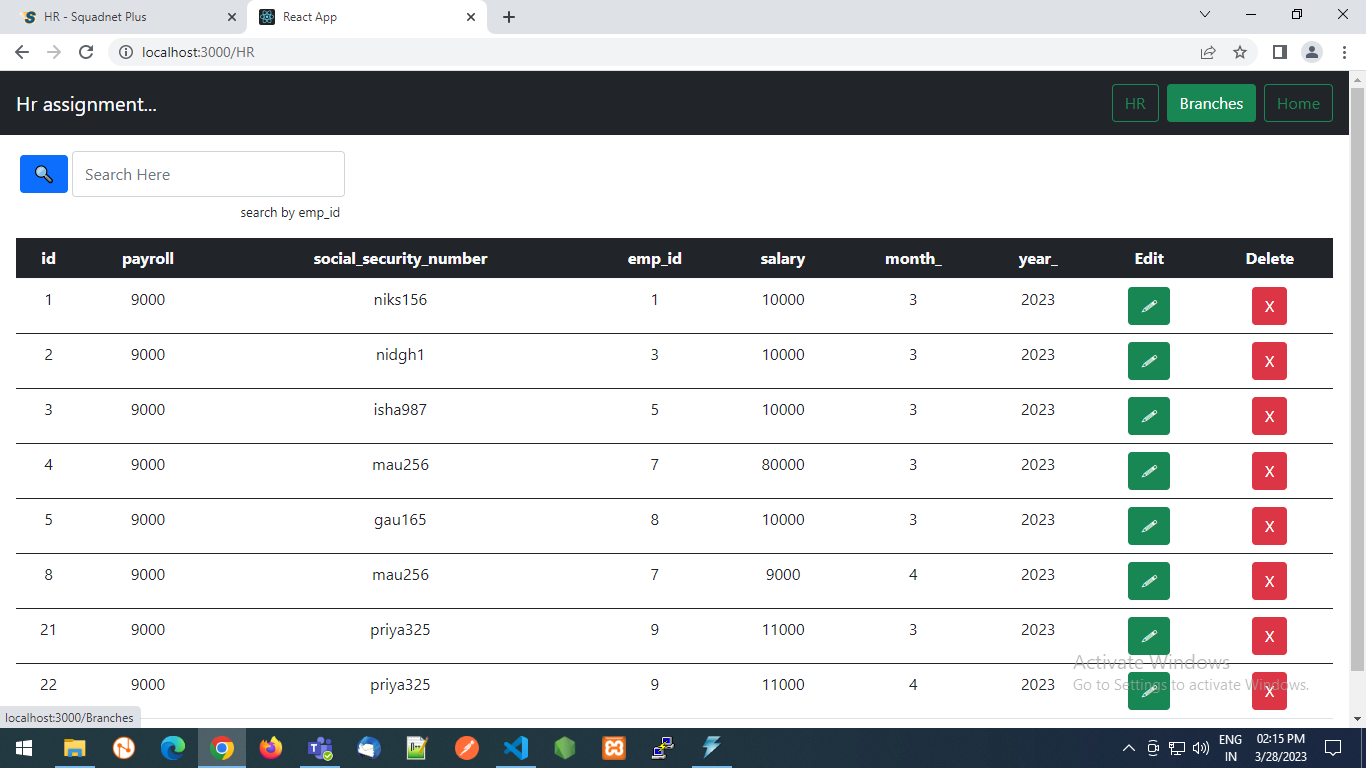 HR - Squadnet Plus
React App
localhost:3000/HR
Hr assignment...
HR
Branches
Home
Search Here
search by emp_id
id payroll social_security_number emp_id salary month_ year_ Edit Delete
1 9000 niks156 1 10000 3 2023 X
2 9000 nidgh1 3 10000 3 2023 X
3 9000 isha987 5 10000 3 2023 X
4 9000 mau256 7 80000 3 2023 X
5 9000 gau165 8 10000 3 2023 X
8 9000 mau256 7 9000 4 2023 X
21 9000 priya325 9 11000 3 2023 X
Activate Windows
22 9000 priya325 9 11000 4 2023 X
Go to Settings to activate Windows.
localhost:3000/Branches
ENG
IN
02:15 PM
3/28/2023